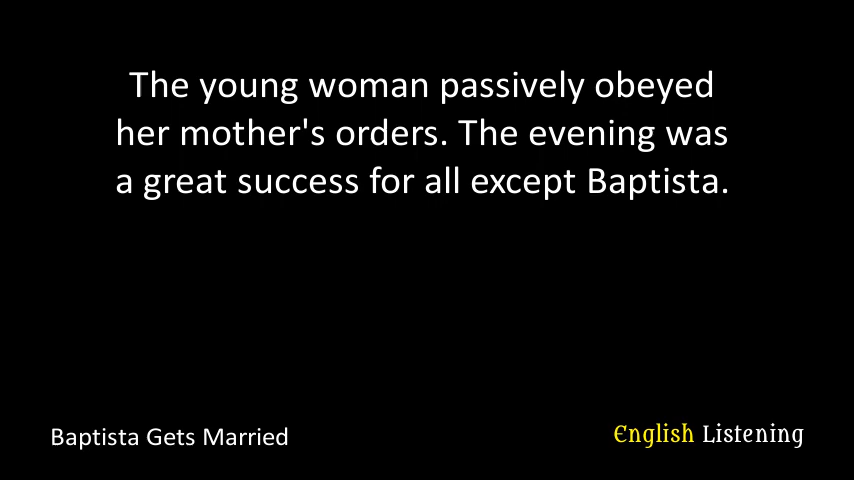 The young woman passively obeyed
her mother's orders. The evening was
a great success for all except Baptista.
Baptista Gets Married
English Listening